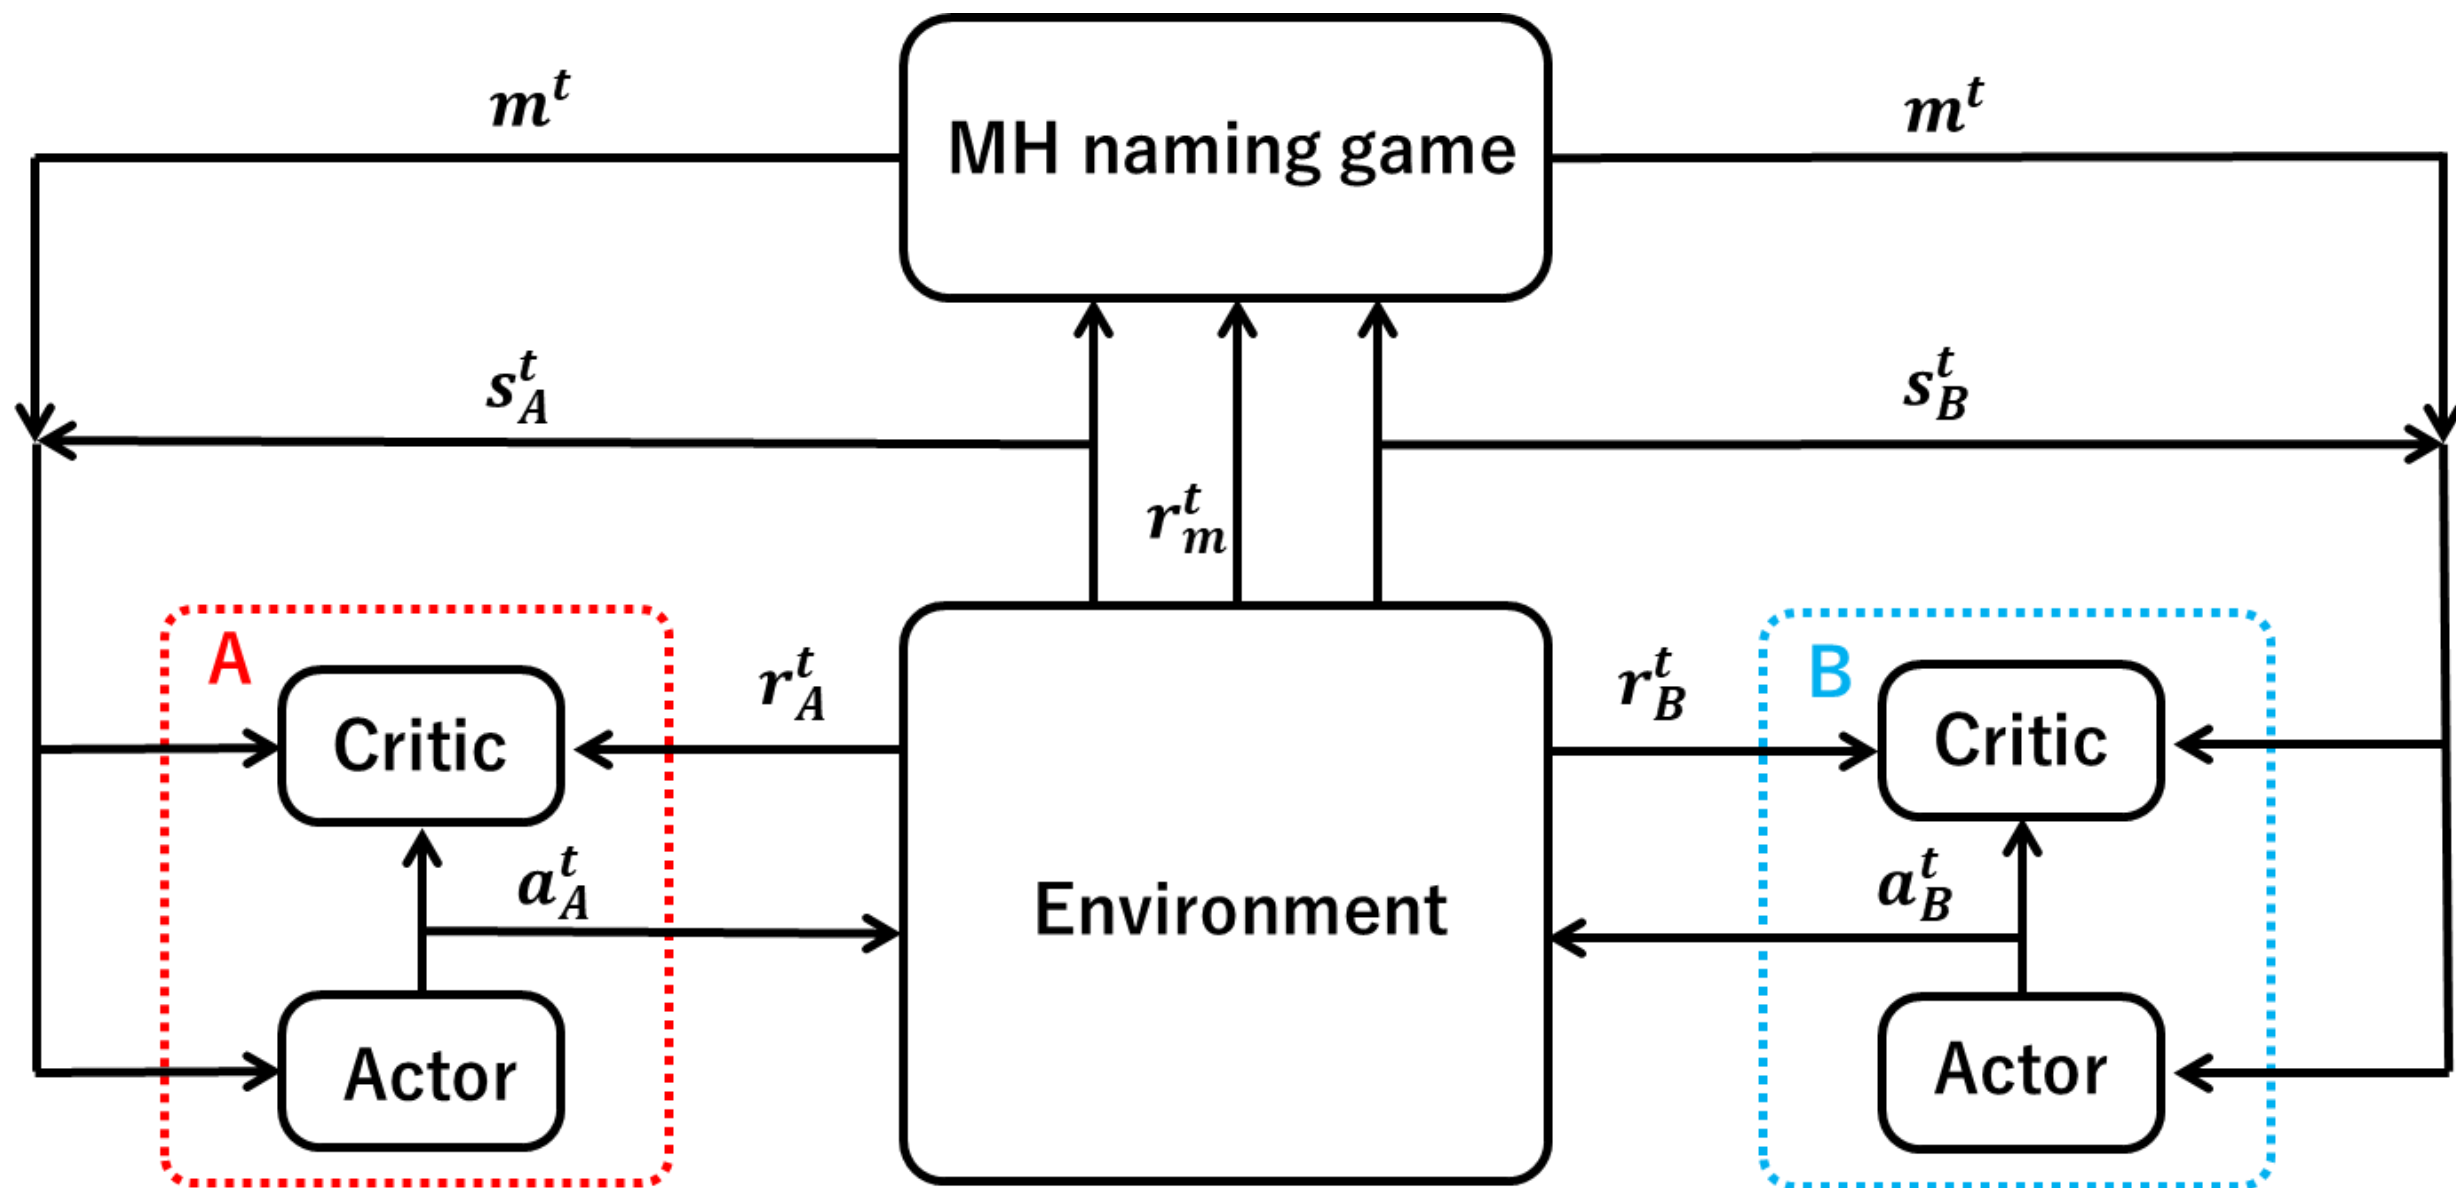 m^t
MH naming game
m^t
s_A^t
s_B^t
r_m^t
A
Critic
r_A^t
r_B^t
B
Critic
a_A^t
Environment
a_B^t
Actor
Actor